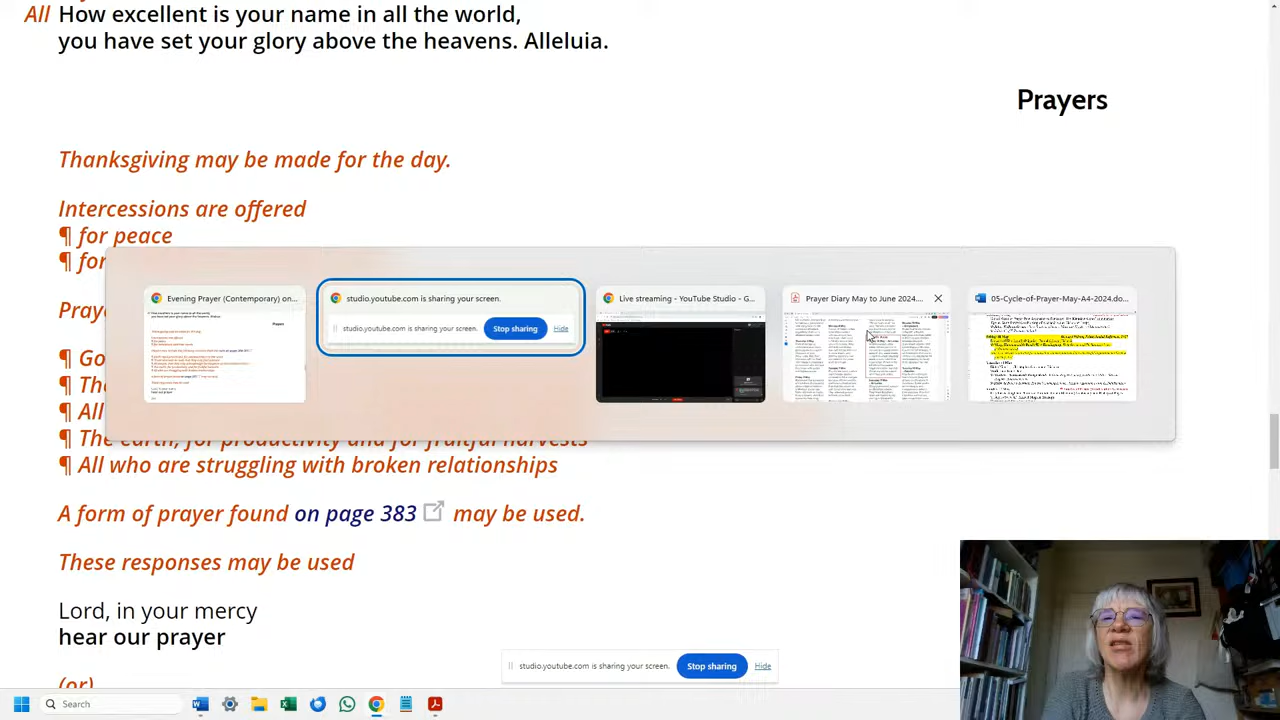 All How excellent is your name in all the world,
you have set your glory above the heavens. Alleluia.
Prayers
Thanksgiving may be made for the day.
Intercessions are offered
¶ for peace
¶ for
Evening Prayer (Contemporary) on...
studio.youtube.com is sharing your screen.
Live streaming - YouTube Studio - G...
Prayer Diary May to June 2024....
05-Cycle-of-Prayer-May-A4-2024.do...
studio.youtube.com is sharing your screen.
Stop sharing
Hide
¶ The earth, for productivity and for fruitful harvests
¶ All who are struggling with broken relationships
A form of prayer found on page 383 may be used.
These responses may be used
Lord, in your mercy
hear our prayer
(or)
studio.youtube.com is sharing your screen.
Stop sharing
Hide
Search